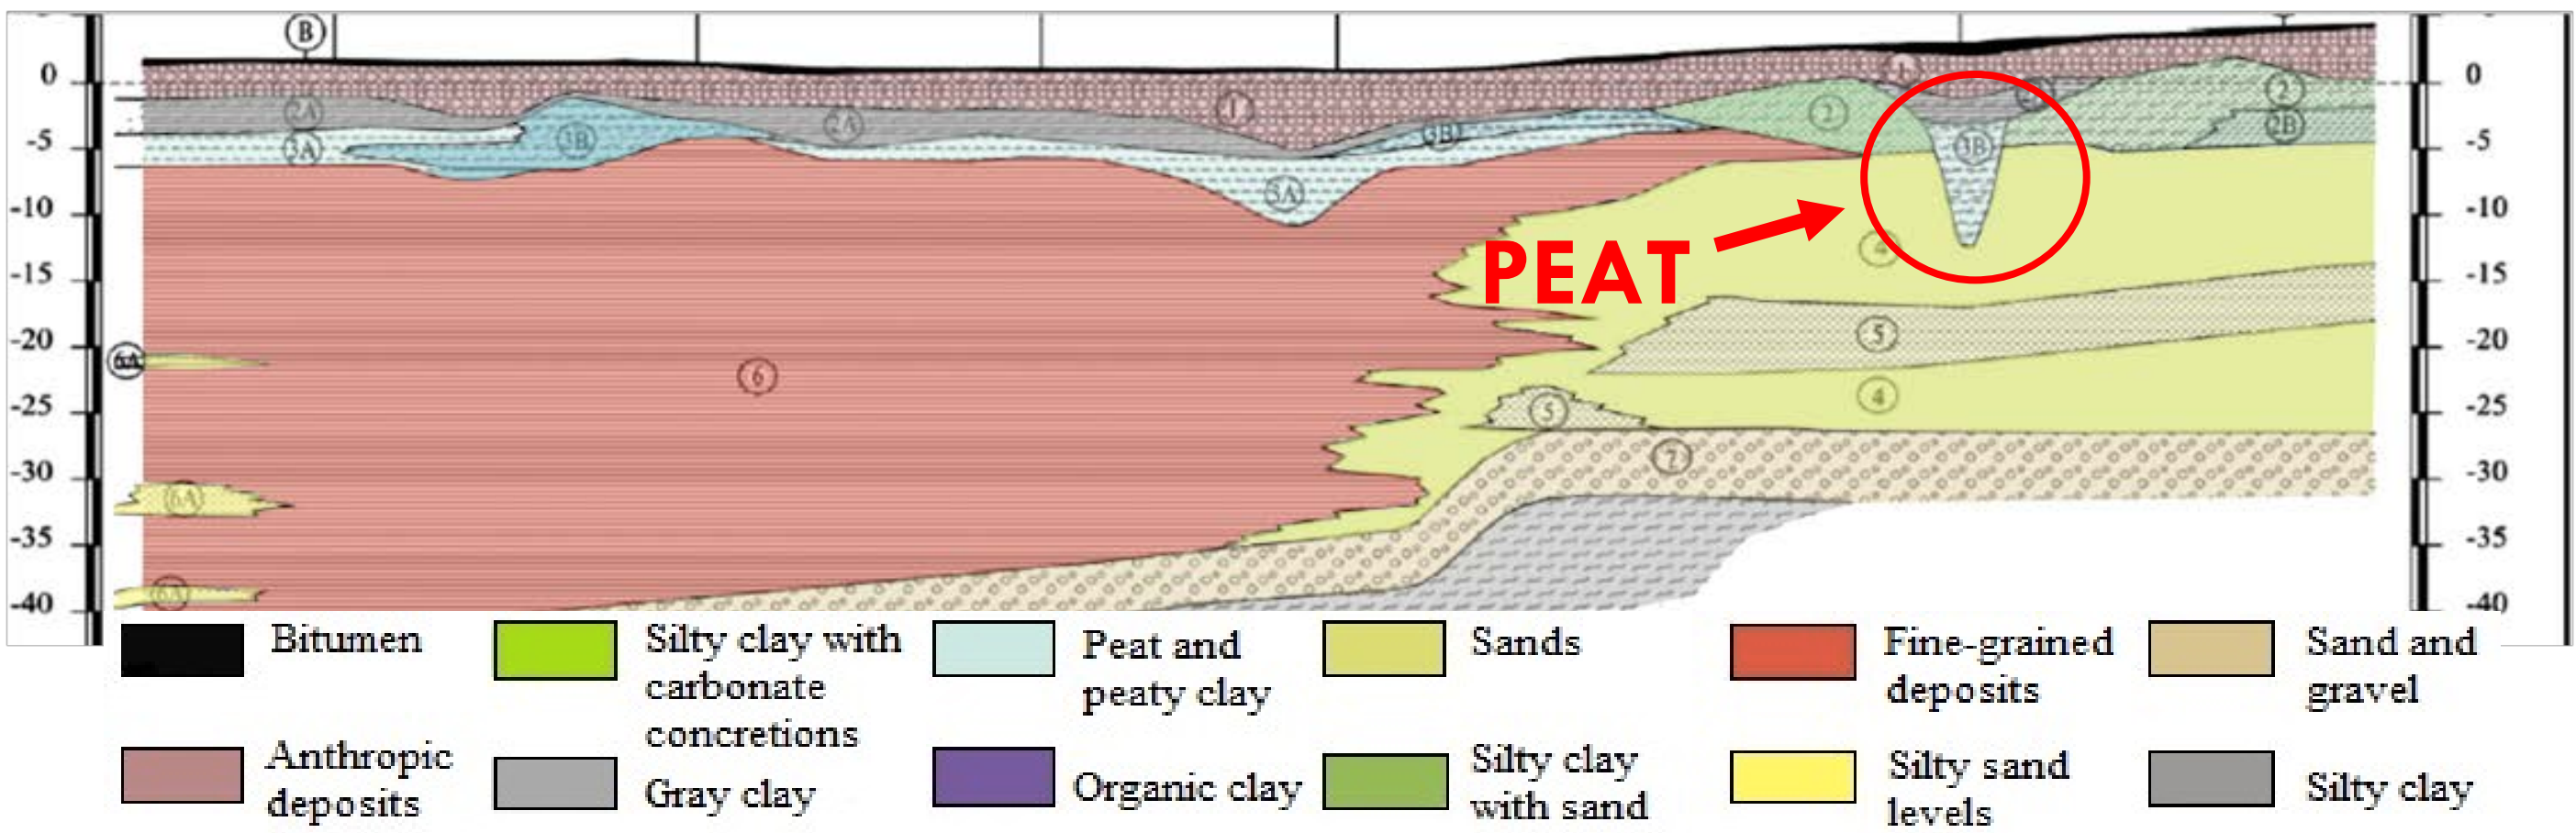 B
0
0
1
2A
2A
1
2
2
3B
3B
2B
3A
3B
-5
-5
3A
-10
-10
PEAT
4
-15
-15
5
-20
-20
6A
6
4
-25
-25
5
7
-30
-30
6A
-35
-35
6A
-40
-40
Bitumen
Silty clay with
carbonate
concretions
Peat and
peaty clay
Sands
Fine-grained
deposits
Sand and
gravel
Anthropic
deposits
Gray clay
Organic clay
Silty clay
with sand
Silty sand
levels
Silty clay